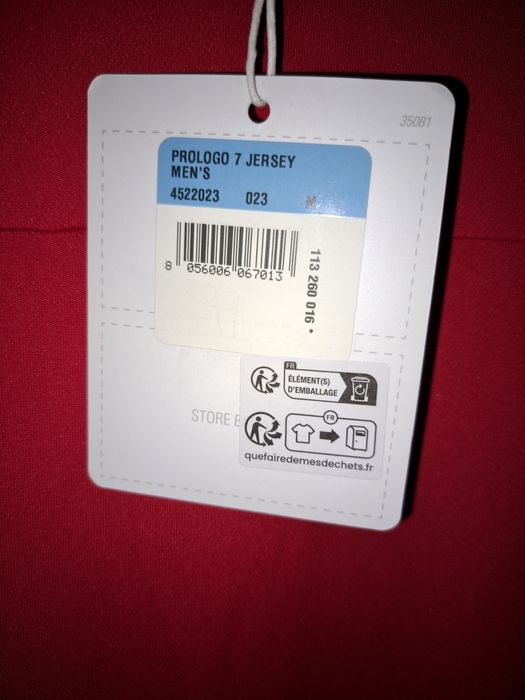 35081
PROLOGO 7 JERSEY
MEN'S
4522023 023 M
8 056006 067013
113 260 016 •
FR
ÉLÉMENT(S)
D'EMBALLAGE
FR
STORE
quefairedemesdechets.fr